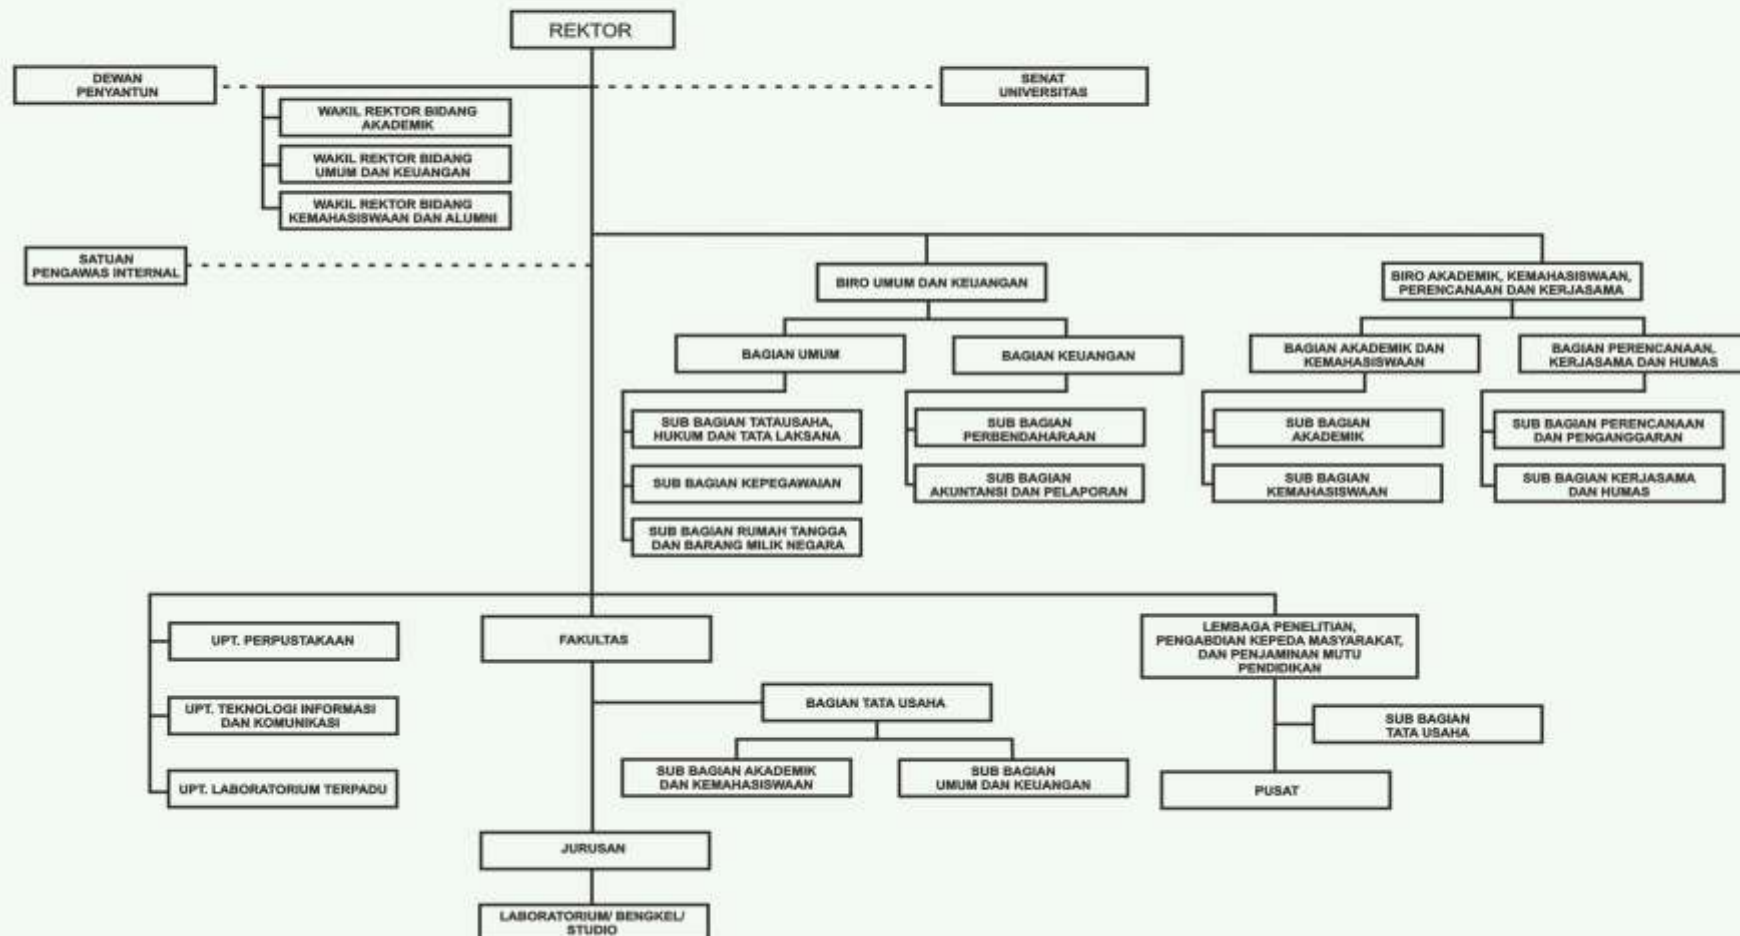 REKTOR
DEWAN
PENYANTUN
SENAT
UNIVERSITAS
WAKIL REKTOR BIDANG
AKADEMIK
WAKIL REKTOR BIDANG
UMUM DAN KEUANGAN
WAKIL REKTOR BIDANG
KEMAHASISWAAN DAN ALUMNI
SATUAN
PENGAWAS INTERNAL
BIRO UMUM DAN KEUANGAN
BIRO AKADEMIK, KEMAHASISWAAN,
PERENCANAAN DAN KERJASAMA
BAGIAN UMUM
BAGIAN KEUANGAN
BAGIAN AKADEMIK DAN
KEMAHASISWAAN
BAGIAN PERENCANAAN,
KERJASAMA DAN HUMAS
SUB BAGIAN TATAUSAHA,
HUKUM DAN TATA LAKSANA
SUB BAGIAN
PERBENDAHARAAN
SUB BAGIAN
AKADEMIK
SUB BAGIAN PERENCANAAN
DAN PENGANGGARAN
SUB BAGIAN KEPEGAWAIAN
SUB BAGIAN
AKUNTANSI DAN PELAPORAN
SUB BAGIAN
KEMAHASISWAAN
SUB BAGIAN KERJASAMA
DAN HUMAS
SUB BAGIAN RUMAH TANGGA
DAN BARANG MILIK NEGARA
UPT. PERPUSTAKAAN
FAKULTAS
LEMBAGA PENELITIAN,
PENGABDIAN KEPEDA MASYARAKAT,
DAN PENJAMINAN MUTU
PENDIDIKAN
UPT. TEKNOLOGI INFORMASI
DAN KOMUNIKASI
BAGIAN TATA USAHA
SUB BAGIAN
TATA USAHA
UPT. LABORATORIUM TERPADU
SUB BAGIAN AKADEMIK
DAN KEMAHASISWAAN
SUB BAGIAN
UMUM DAN KEUANGAN
PUSAT
JURUSAN
LABORATORIUM/ BENGKEL/
STUDIO